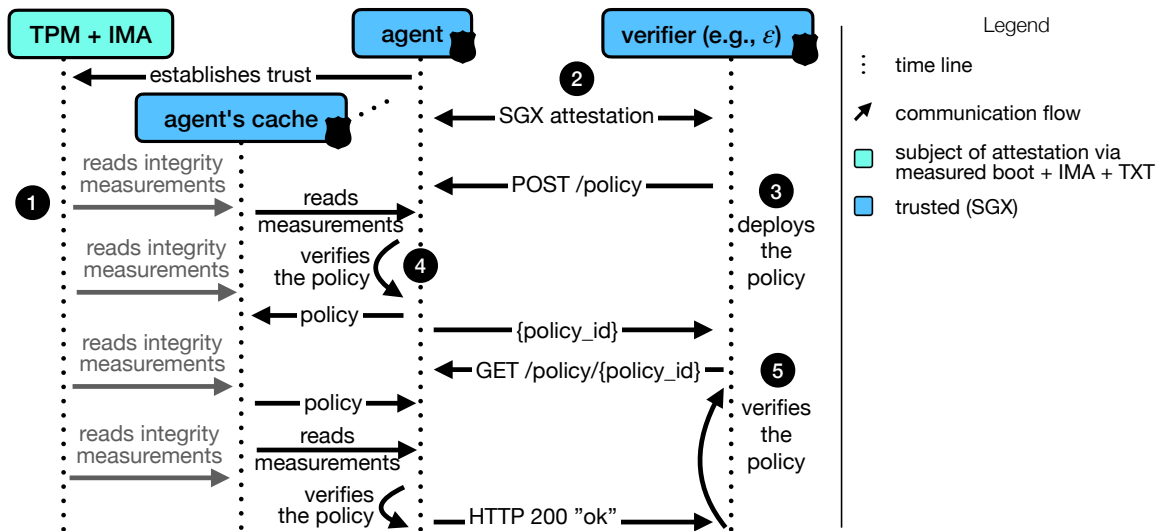 TPM + IMA
agent
verifier (e.g., ε)
Legend
establishes trust
2
time line
agent's cache
SGX attestation
communication flow
reads integrity
measurements
subject of attestation via
measured boot + IMA + TXT
1
POST /policy
3
trusted (SGX)
reads
measurements
deploys
the
policy
reads integrity
measurements
verifies
the policy
4
policy
{policy_id}
reads integrity
measurements
GET /policy/{policy_id}
5
policy
verifies
the
policy
reads integrity
measurements
reads
measurements
verifies
the policy
HTTP 200 "ok"